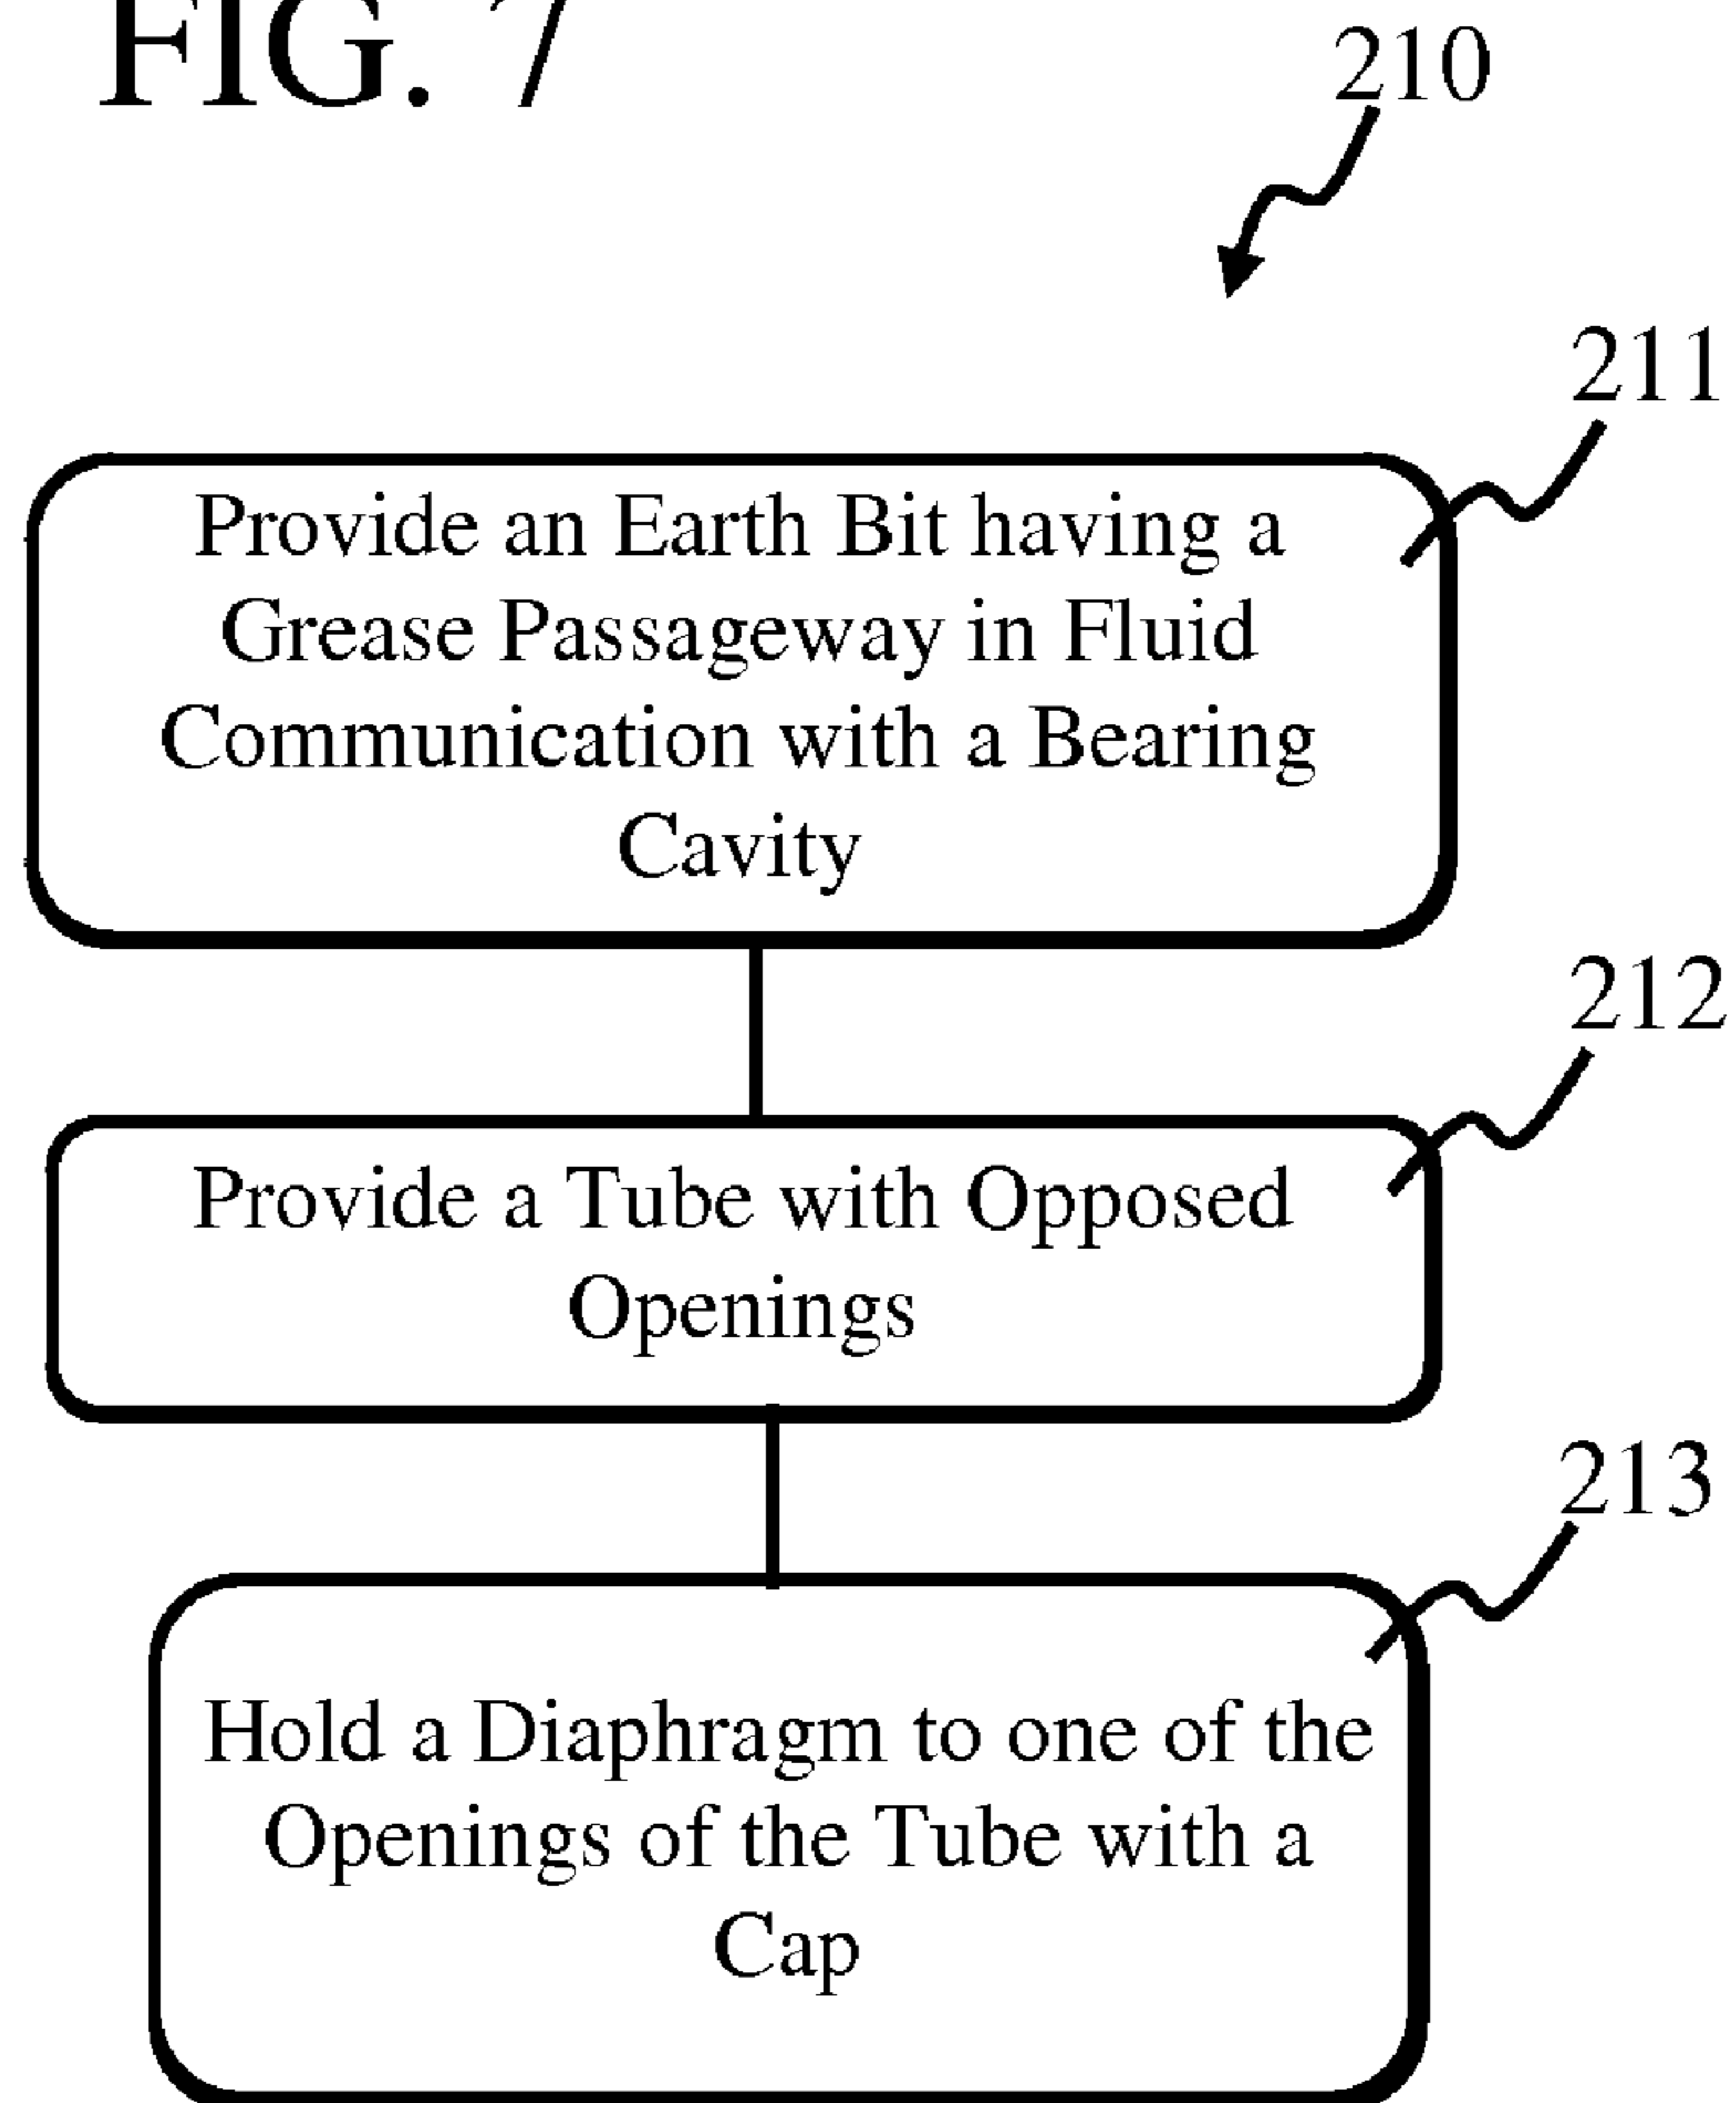 FIG. 7
210
211
Provide an Earth Bit having a
Grease Passageway in Fluid
Communication with a Bearing
Cavity
212
Provide a Tube with Opposed
Openings
213
Hold a Diaphragm to one of the
Openings of the Tube with a
Cap